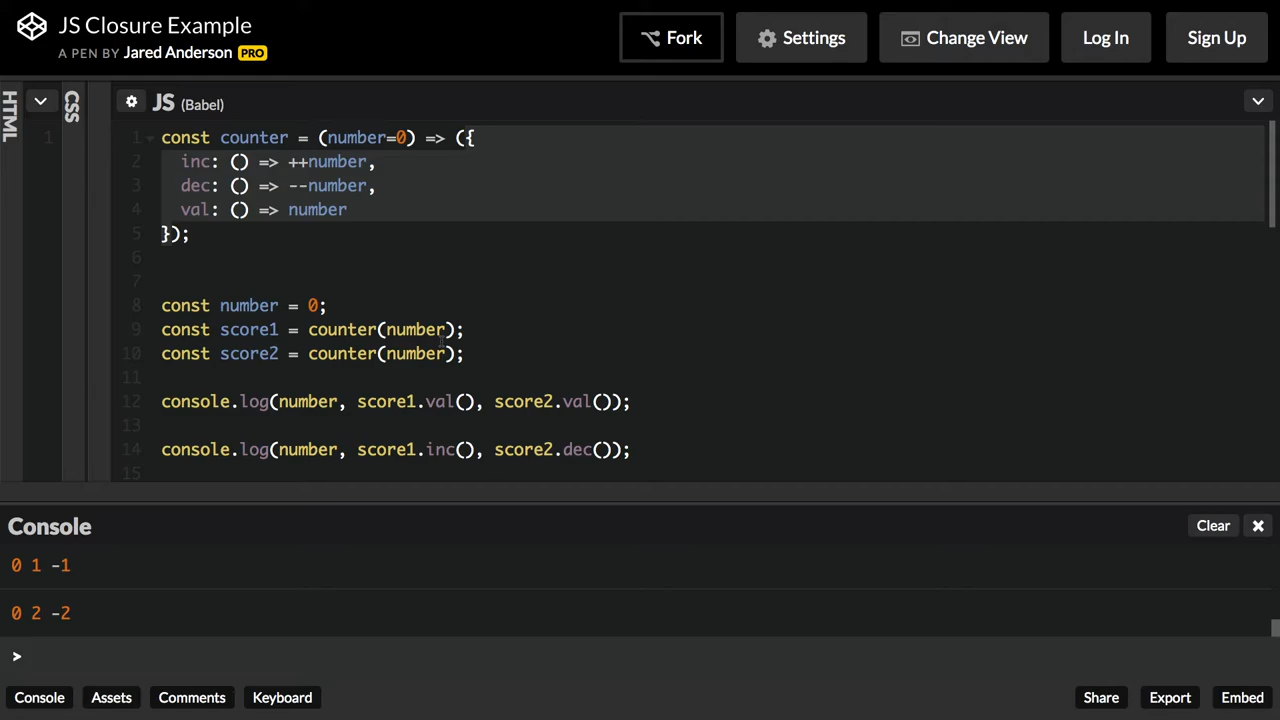 JS Closure Example
A PEN BY Jared Anderson PRO
Fork
Settings
Change View
Log In
Sign Up
HTML
1
CSS
JS (Babel)
1 const counter = (number=0) => ({
2 inc: () => ++number,
3 dec: () => --number,
4 val: () => number
5 });
6
7
8 const number = 0;
9 const score1 = counter(number);
10 const score2 = counter(number);
11
12 console.log(number, score1.val(), score2.val());
13
14 console.log(number, score1.inc(), score2.dec());
15
Console
Clear
0 1 -1
0 2 -2
>
Console
Assets
Comments
Keyboard
Share
Export
Embed